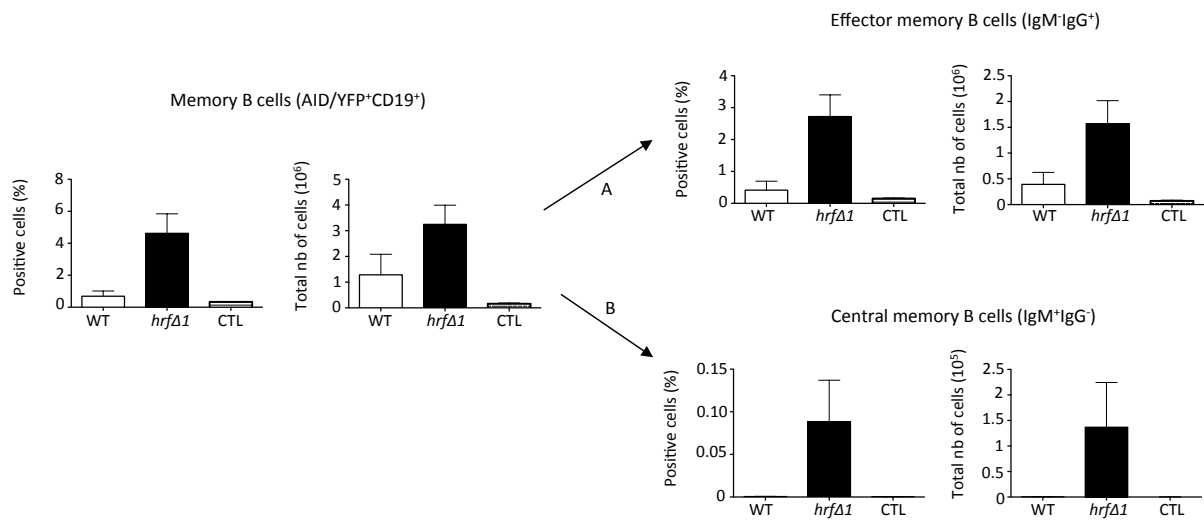 Effector memory B cells (IgM⁻IgG⁺)
Memory B cells (AID/YFP⁺CD19⁺)
Positive cells (%)
8
6
4
2
0
WT
hrfΔ1
CTL
Total nb of cells (10⁶)
5
4
3
2
1
0
WT
hrfΔ1
CTL
A
B
Positive cells (%)
4
3
2
1
0
WT
hrfΔ1
CTL
Total nb of cells (10⁶)
2.5
2
1.5
1
0.5
0
WT
hrfΔ1
CTL
Central memory B cells (IgM⁺IgG⁻)
Positive cells (%)
0.15
0.10
0.05
0
WT
hrfΔ1
CTL
Total nb of cells (10⁵)
2.5
2
1.5
1
0.5
0
WT
hrfΔ1
CTL